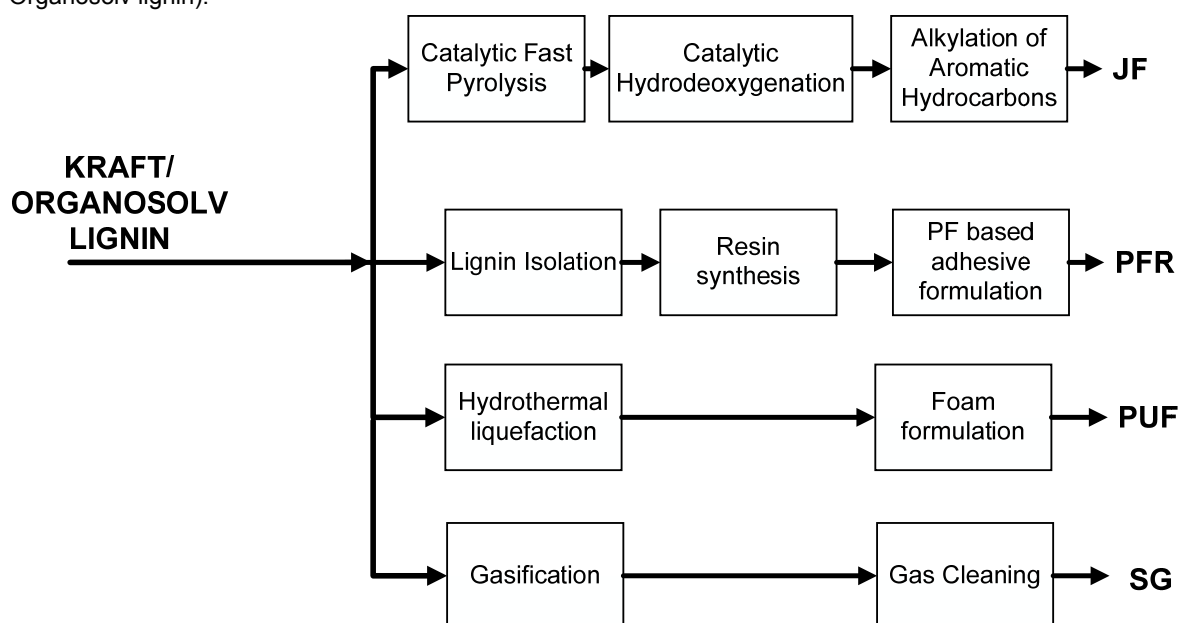 Organosolv lignin).
Catalytic Fast
Pyrolysis
Catalytic
Hydrodeoxygenation
Alkylation of
Aromatic
Hydrocarbons
JF
KRAFT/
ORGANOSOLV
LIGNIN
Lignin Isolation
Resin
synthesis
PF based
adhesive
formulation
PFR
Hydrothermal
liquefaction
Foam
formulation
PUF
Gasification
Gas Cleaning
SG